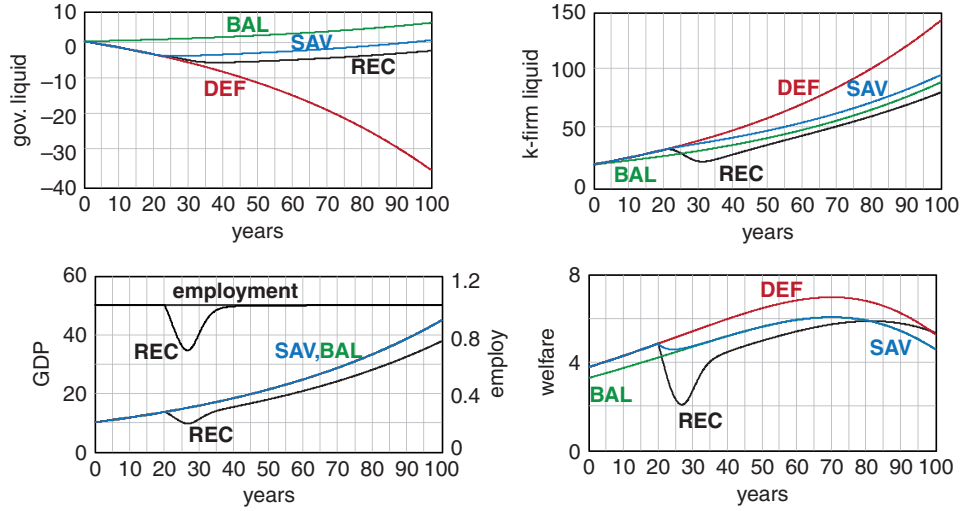 gov. liquid
10
0
−10
−20
−30
−40
BAL
SAV
REC
DEF
0 10 20 30 40 50 60 70 80 90 100
years
k-firm liquid
150
100
50
0
DEF
SAV
BAL
REC
0 10 20 30 40 50 60 70 80 90 100
years
GDP
60
40
20
0
employment
REC
SAV,BAL
REC
1.2
0.8
0.4
0
employ
0 10 20 30 40 50 60 70 80 90 100
years
welfare
8
4
0
DEF
SAV
BAL
REC
0 10 20 30 40 50 60 70 80 90 100
years